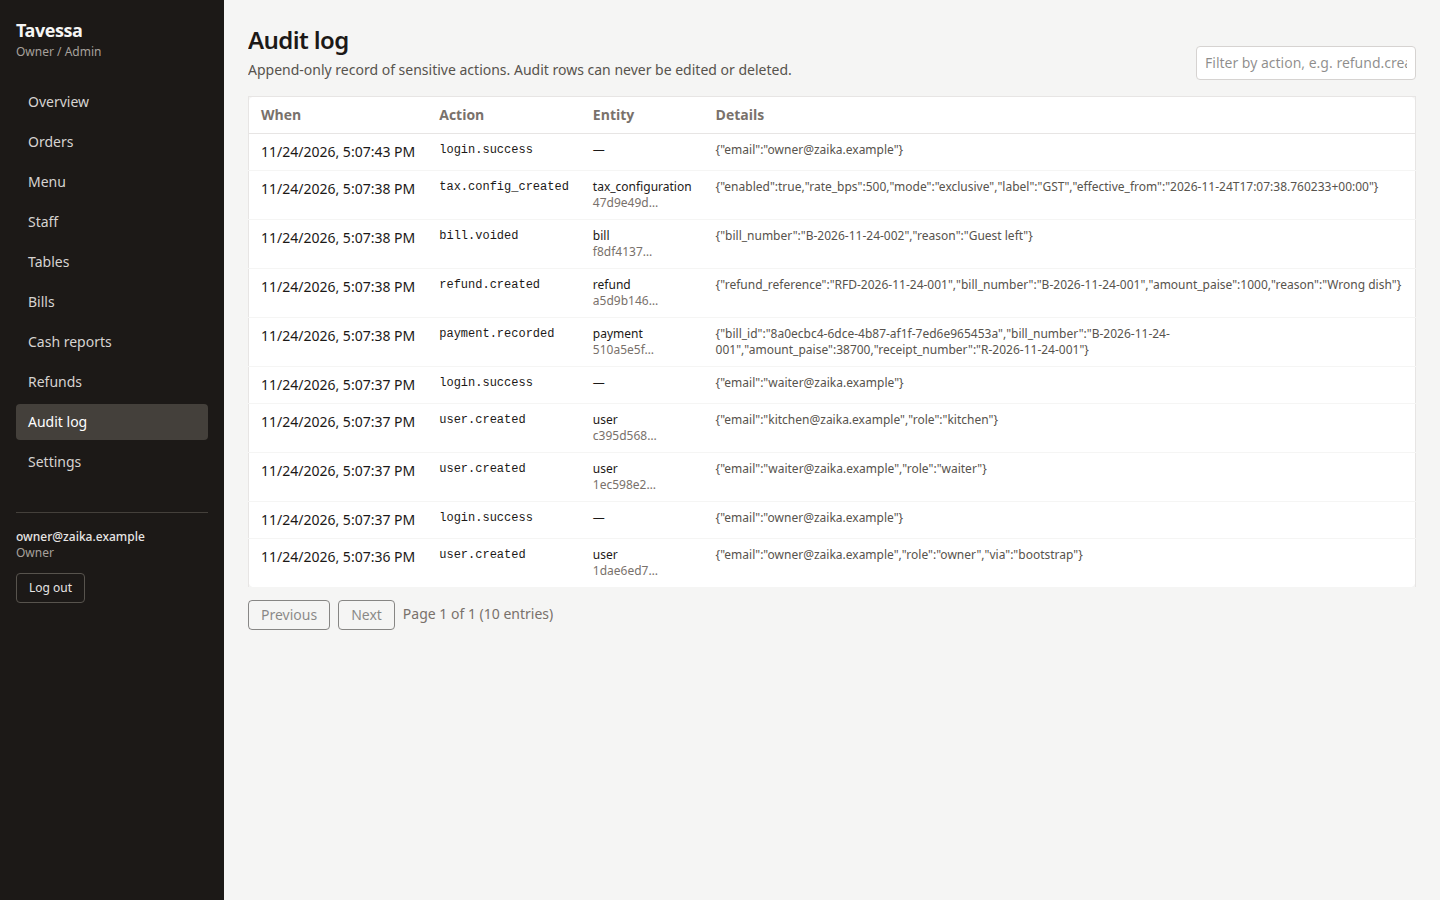 Tavessa
Owner / Admin
Overview
Orders
Menu
Staff
Tables
Bills
Cash reports
Refunds
Audit log
Settings
owner@zaika.example
Owner
Log out
Audit log
Append-only record of sensitive actions. Audit rows can never be edited or deleted.
Filter by action, e.g. refund.crea
When Action Entity Details
11/24/2026, 5:07:43 PM login.success — {"email":"owner@zaika.example"}
11/24/2026, 5:07:38 PM tax.config_created tax_configuration {"enabled":true,"rate_bps":500,"mode":"exclusive","label":"GST","effective_from":"2026-11-24T17:07:38.760233+00:00"}
47d9e49d...
11/24/2026, 5:07:38 PM bill.voided bill {"bill_number":"B-2026-11-24-002","reason":"Guest left"}
f8df4137...
11/24/2026, 5:07:38 PM refund.created refund {"refund_reference":"RFD-2026-11-24-001","bill_number":"B-2026-11-24-001","amount_paise":1000,"reason":"Wrong dish"}
a5d9b146...
11/24/2026, 5:07:38 PM payment.recorded payment {"bill_id":"8a0ecbc4-6dce-4b87-af1f-7ed6e965453a","bill_number":"B-2026-11-24-
510a5e5f... 001","amount_paise":38700,"receipt_number":"R-2026-11-24-001"}
11/24/2026, 5:07:37 PM login.success — {"email":"waiter@zaika.example"}
11/24/2026, 5:07:37 PM user.created user {"email":"kitchen@zaika.example","role":"kitchen"}
c395d568...
11/24/2026, 5:07:37 PM user.created user {"email":"waiter@zaika.example","role":"waiter"}
1ec598e2...
11/24/2026, 5:07:37 PM login.success — {"email":"owner@zaika.example"}
11/24/2026, 5:07:36 PM user.created user {"email":"owner@zaika.example","role":"owner","via":"bootstrap"}
1dae6ed7...
Previous Next Page 1 of 1 (10 entries)